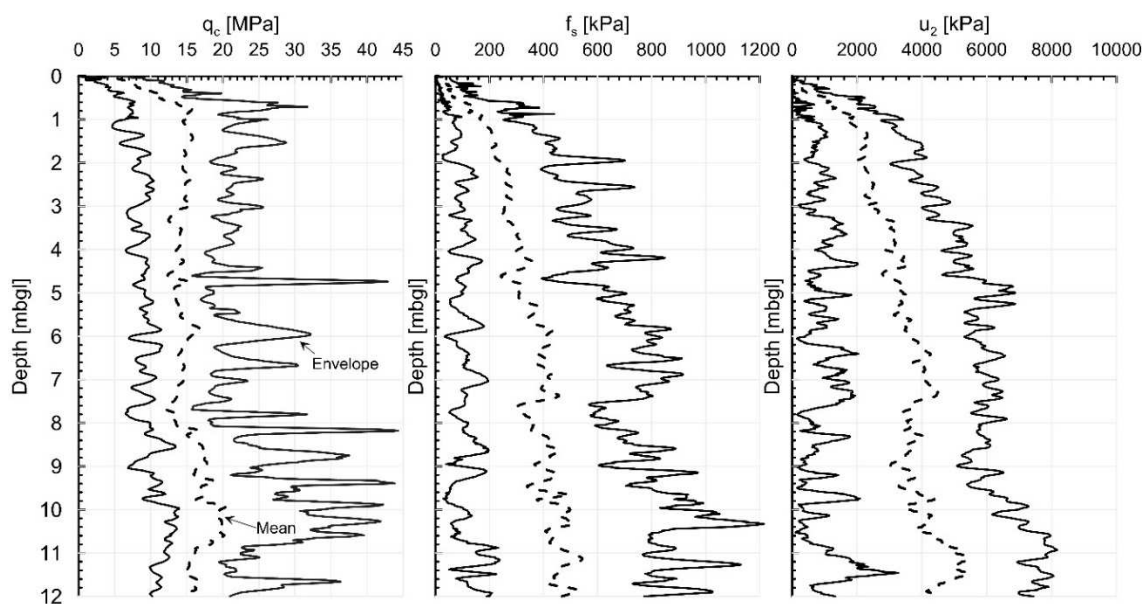 q_c [MPa]
0 5 10 15 20 25 30 35 40 45
f_s [kPa]
0 200 400 600 800 1000 1200
u_2 [kPa]
0 2000 4000 6000 8000 10000
Depth [mbgl]
0
1
2
3
4
5
6
7
8
9
10
11
12
Envelope
Mean
Depth [mbgl]
Depth [mbgl]